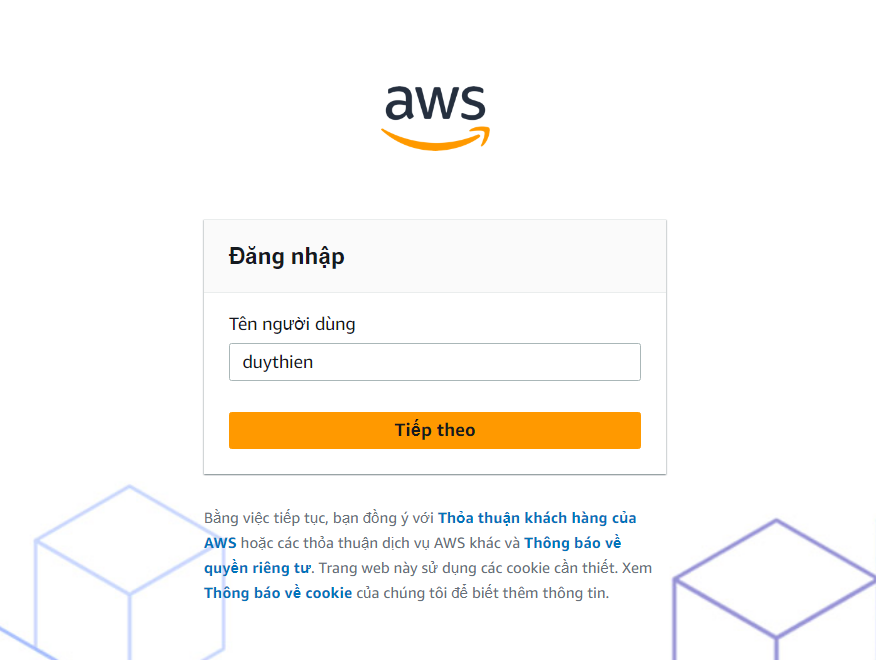 aws
Đăng nhập
Tên người dùng
duythien
Tiếp theo
Bằng việc tiếp tục, bạn đồng ý với Thỏa thuận khách hàng của
AWS hoặc các thỏa thuận dịch vụ AWS khác và Thông báo về
quyền riêng tư. Trang web này sử dụng các cookie cần thiết. Xem
Thông báo về cookie của chúng tôi để biết thêm thông tin.